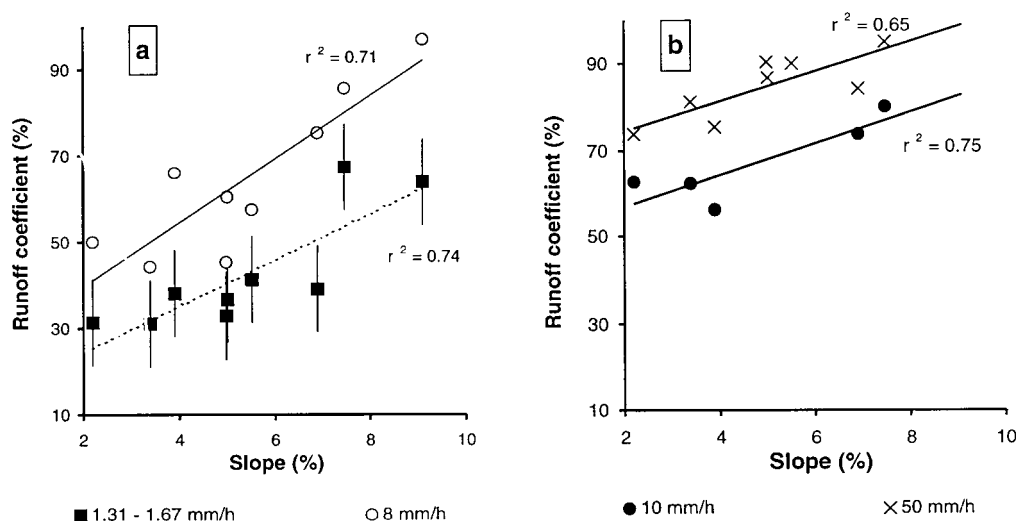 a
r² = 0.71
90
70
50
30
10
r² = 0.74
Runoff coefficient (%)
2 4 6 8 10
Slope (%)
■ 1.31 - 1.67 mm/h ○ 8 mm/h
b
r² = 0.65
90
70
50
30
10
r² = 0.75
Runoff coefficient (%)
2 4 6 8 10
Slope (%)
● 10 mm/h × 50 mm/h